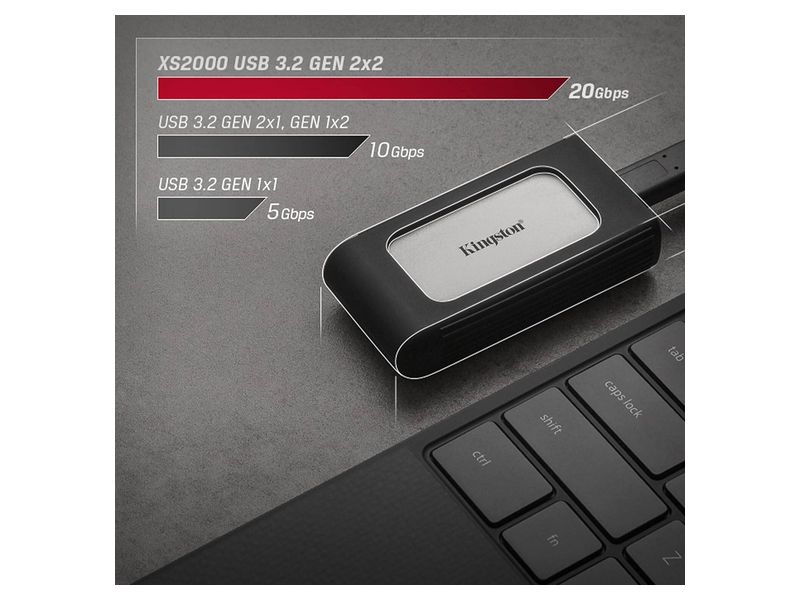 XS2000 USB 3.2 GEN 2x2
20Gbps
USB 3.2 GEN 2x1, GEN 1x2
10Gbps
USB 3.2 GEN 1x1
5Gbps
Kingston®
tab
caps lock
shift
ctrl
fn
Z